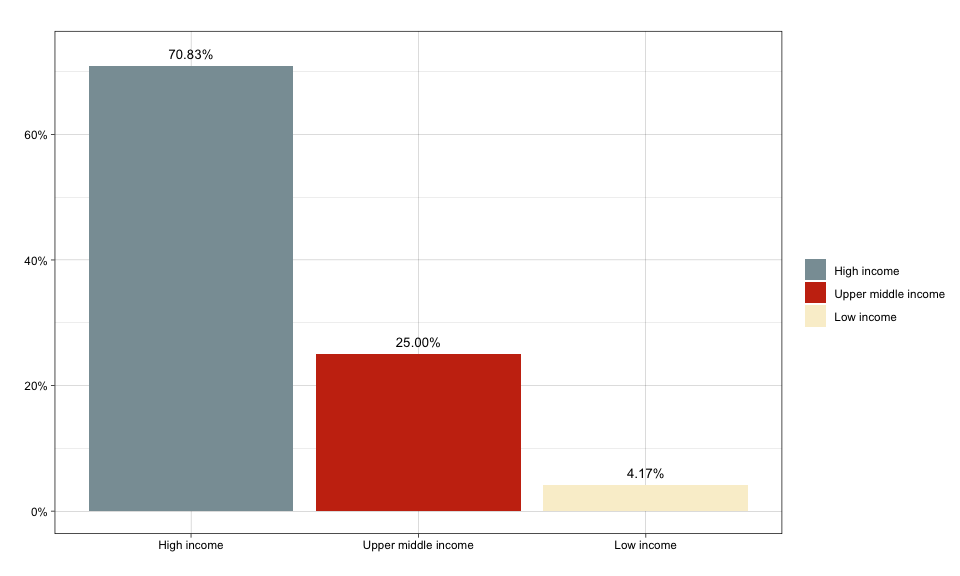 70.83%
60%
40%
25.00%
20%
4.17%
0%
High income
Upper middle income
Low income
High income
Upper middle income
Low income